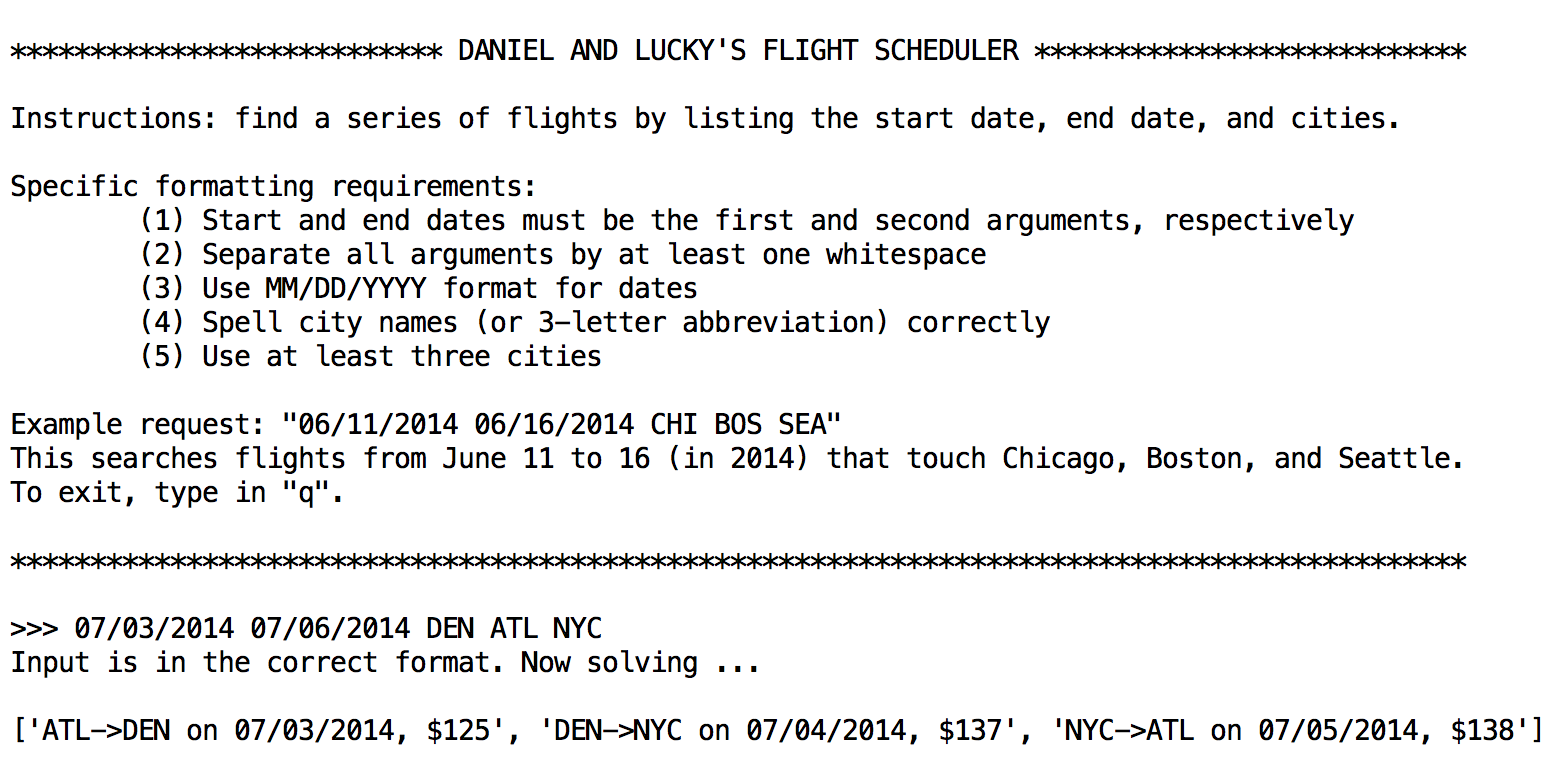 *************************** DANIEL AND LUCKY'S FLIGHT SCHEDULER ***************************
Instructions: find a series of flights by listing the start date, end date, and cities.
Specific formatting requirements:
(1) Start and end dates must be the first and second arguments, respectively
(2) Separate all arguments by at least one whitespace
(3) Use MM/DD/YYYY format for dates
(4) Spell city names (or 3-letter abbreviation) correctly
(5) Use at least three cities
Example request: "06/11/2014 06/16/2014 CHI BOS SEA"
This searches flights from June 11 to 16 (in 2014) that touch Chicago, Boston, and Seattle.
To exit, type in "q".
*******************************************************************************************
>>> 07/03/2014 07/06/2014 DEN ATL NYC
Input is in the correct format. Now solving ...
['ATL->DEN on 07/03/2014, $125', 'DEN->NYC on 07/04/2014, $137', 'NYC->ATL on 07/05/2014, $138']